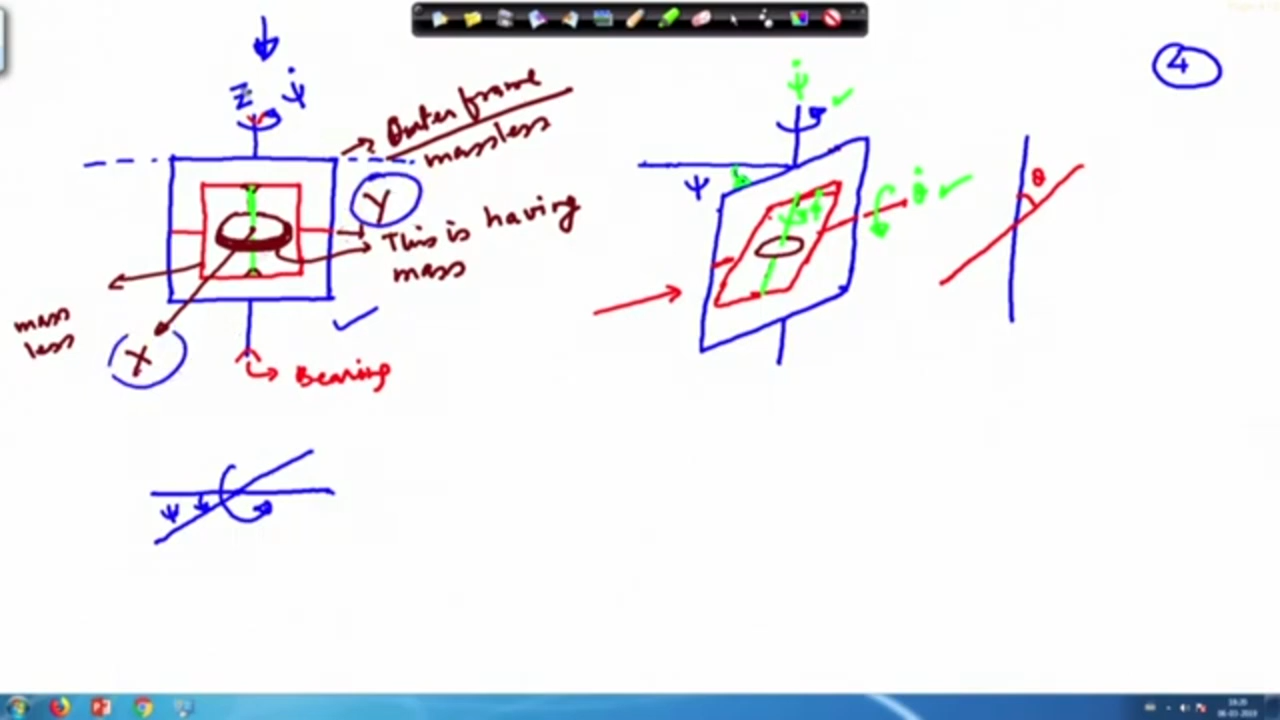 4
Z ψ̇
Outer frame
massless
Y
This is having
mass
mass
less
X
Bearing
ψ̇
ψ
θ̇
θ
ψ